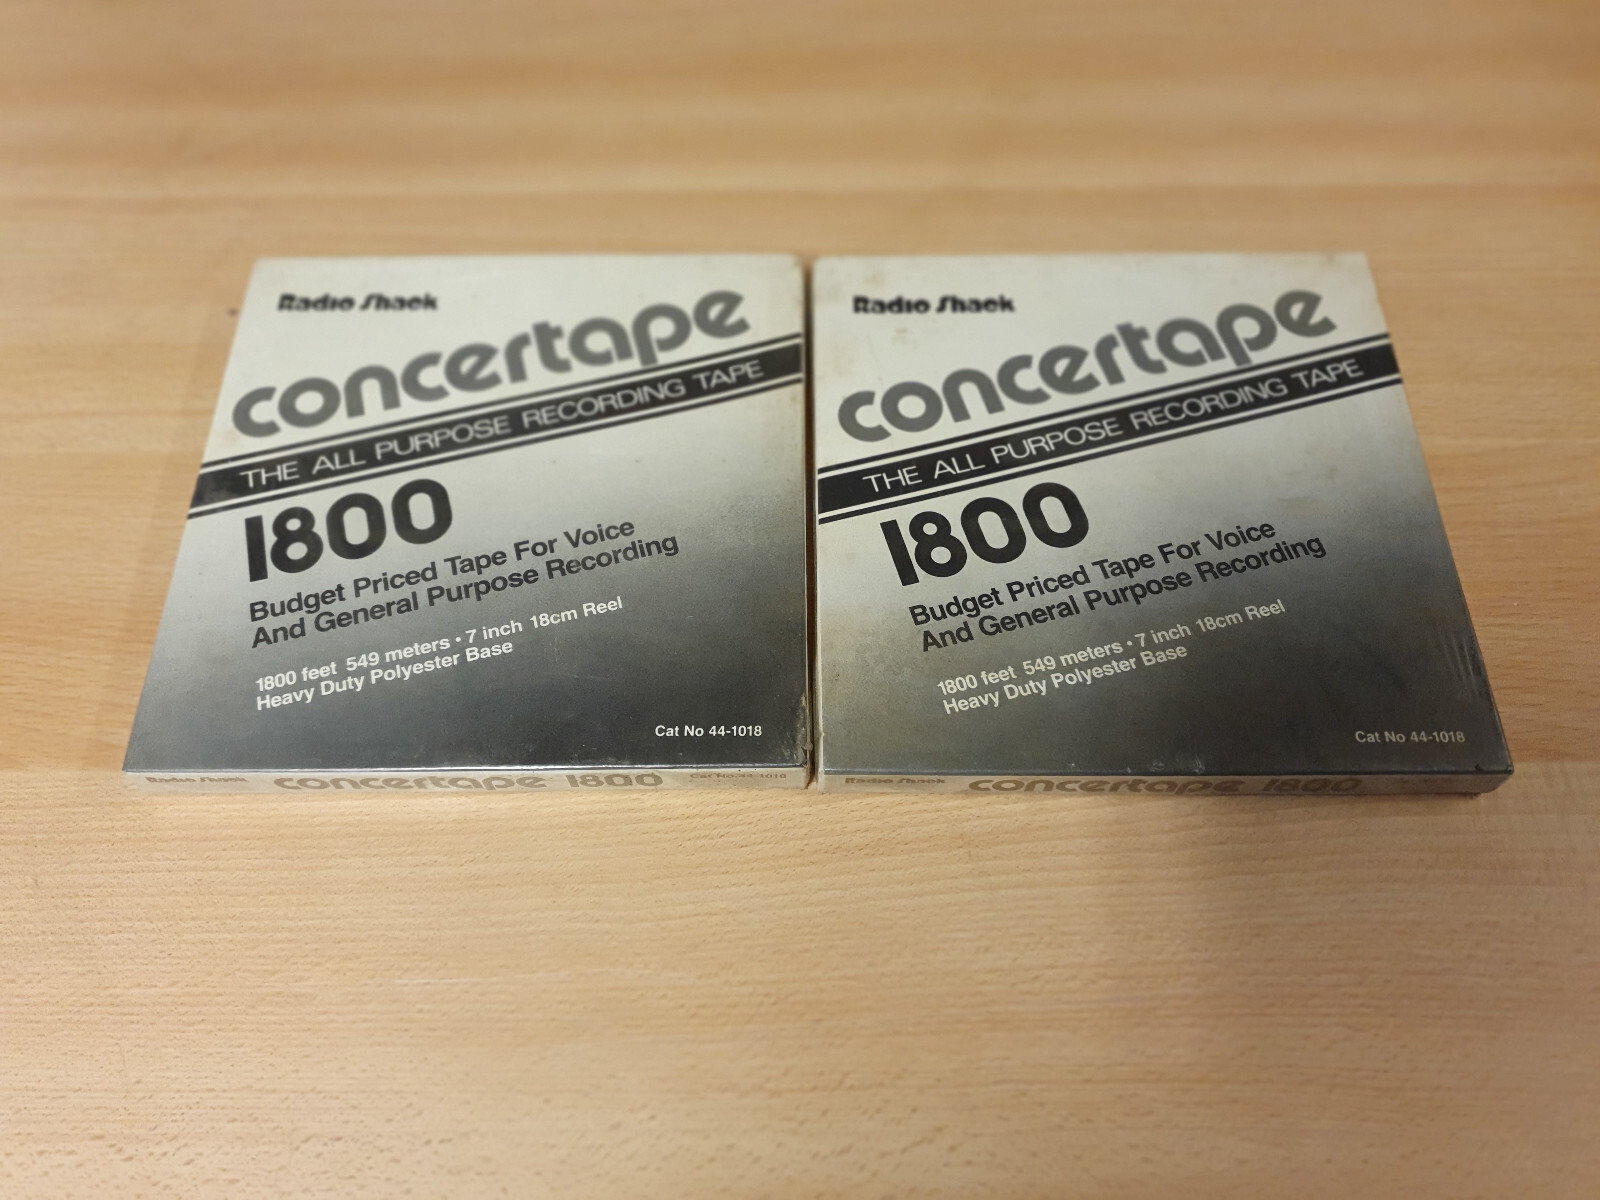 Radio Shack
concertape
THE ALL PURPOSE RECORDING TAPE
1800
Budget Priced Tape For Voice
And General Purpose Recording
1800 feet 549 meters • 7 inch 18cm Reel
Heavy Duty Polyester Base
Cat No 44-1018
Radio Shack concertape 1800 Cat No 44-1018
Radio Shack
concertape
THE ALL PURPOSE RECORDING TAPE
1800
Budget Priced Tape For Voice
And General Purpose Recording
1800 feet 549 meters • 7 inch 18cm Reel
Heavy Duty Polyester Base
Cat No 44-1018
Radio Shack concertape 1800